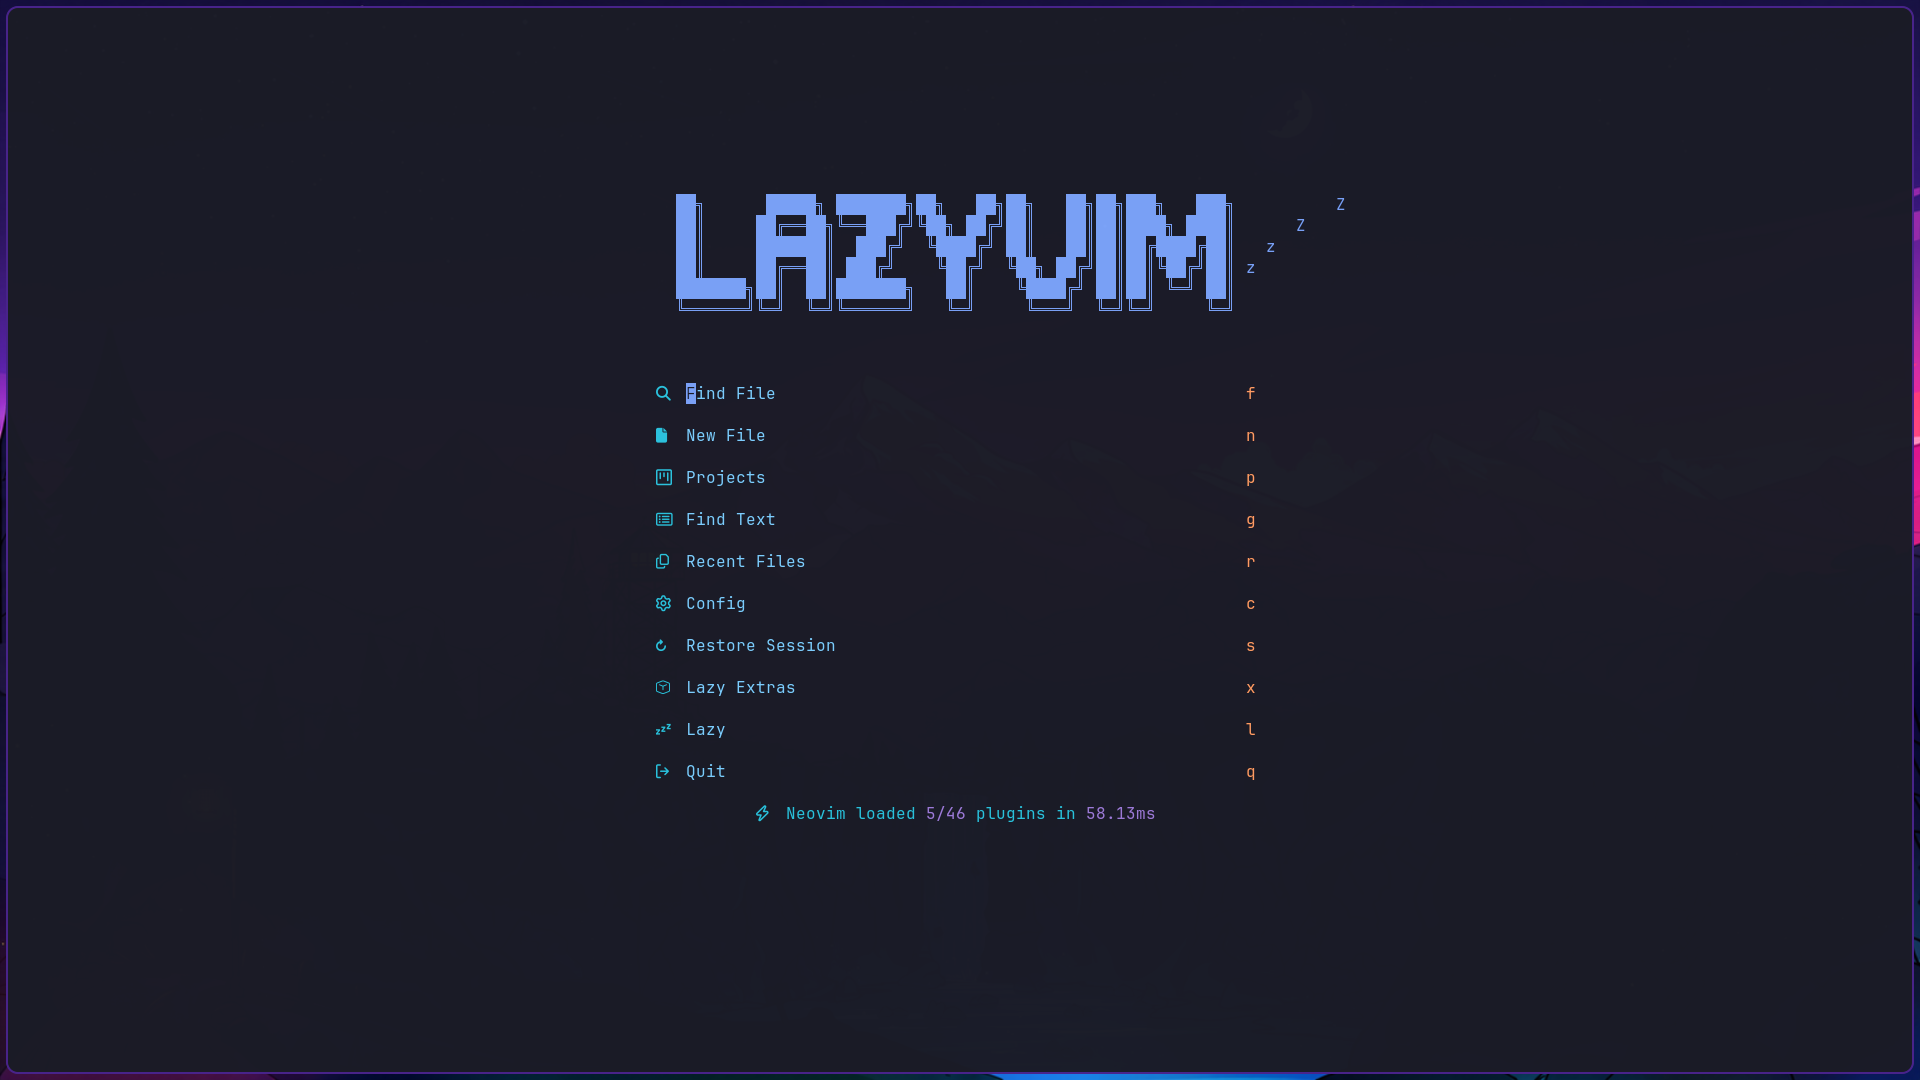 LAZYVIM
Z
Z
z
z
Find File f
New File n
Projects p
Find Text g
Recent Files r
Config c
Restore Session s
Lazy Extras x
Lazy l
Quit q
Neovim loaded 5/46 plugins in 58.13ms